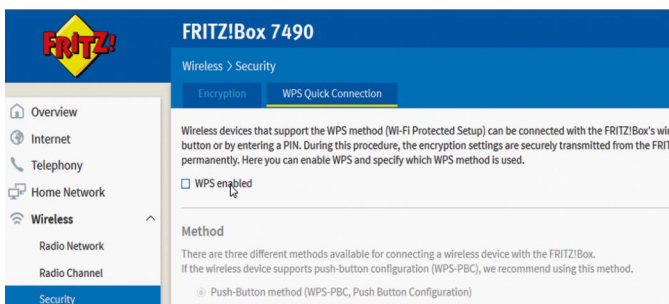 FRITZ!
FRITZ!Box 7490
Wireless > Security
Encryption
WPS Quick Connection
Overview
Internet
Telephony
Home Network
Wireless
Radio Network
Radio Channel
Security
Wireless devices that support the WPS method (Wi-Fi Protected Setup) can be connected with the FRITZ!Box's
button or by entering a PIN. During this procedure, the encryption settings are securely transmitted from the
permanently. Here you can enable WPS and specify which WPS method is used.
WPS enabled
Method
There are three different methods available for connecting a wireless device with the FRITZ!Box.
If the wireless device supports push-button configuration (WPS-PBC), we recommend using this method.
Push-Button method (WPS-PBC, Push Button Configuration)